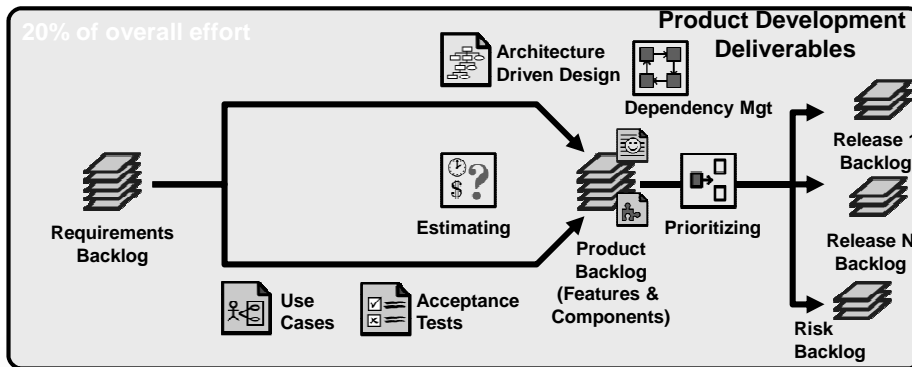 20% of overall effort
Product Development
Deliverables
Architecture
Driven Design
Dependency Mgt
Release 1
Backlog
$
?
Estimating
Prioritizing
Requirements
Backlog
Product
Backlog
(Features &
Components)
Release N
Backlog
Use
Cases
Acceptance
Tests
Risk
Backlog